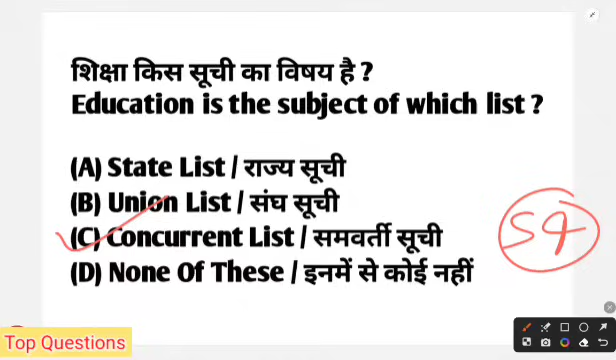 शिक्षा किस सूची का विषय है ?
Education is the subject of which list ?
(A) State List / राज्य सूची
(B) Union List / संघ सूची
(C) Concurrent List / समवर्ती सूची
(D) None Of These / इनमें से कोई नहीं
54
Top Questions